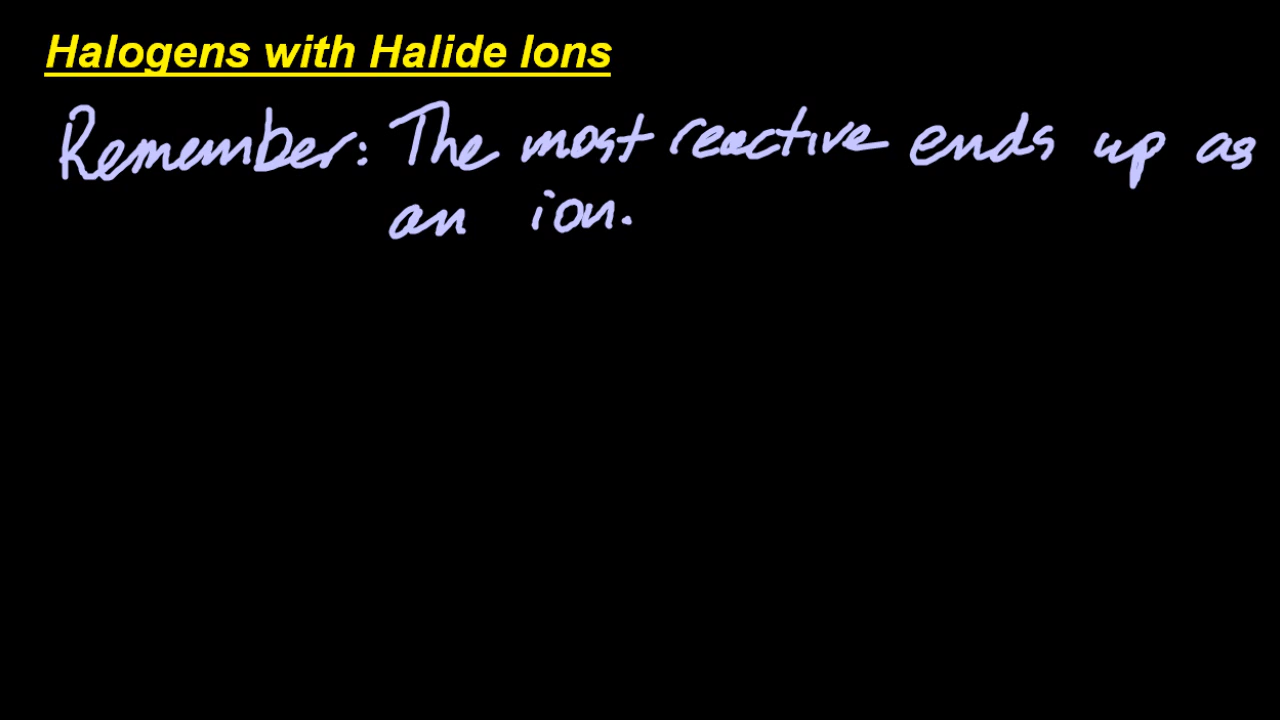 Halogens with Halide Ions
Remember: The most reactive ends up as
an ion.